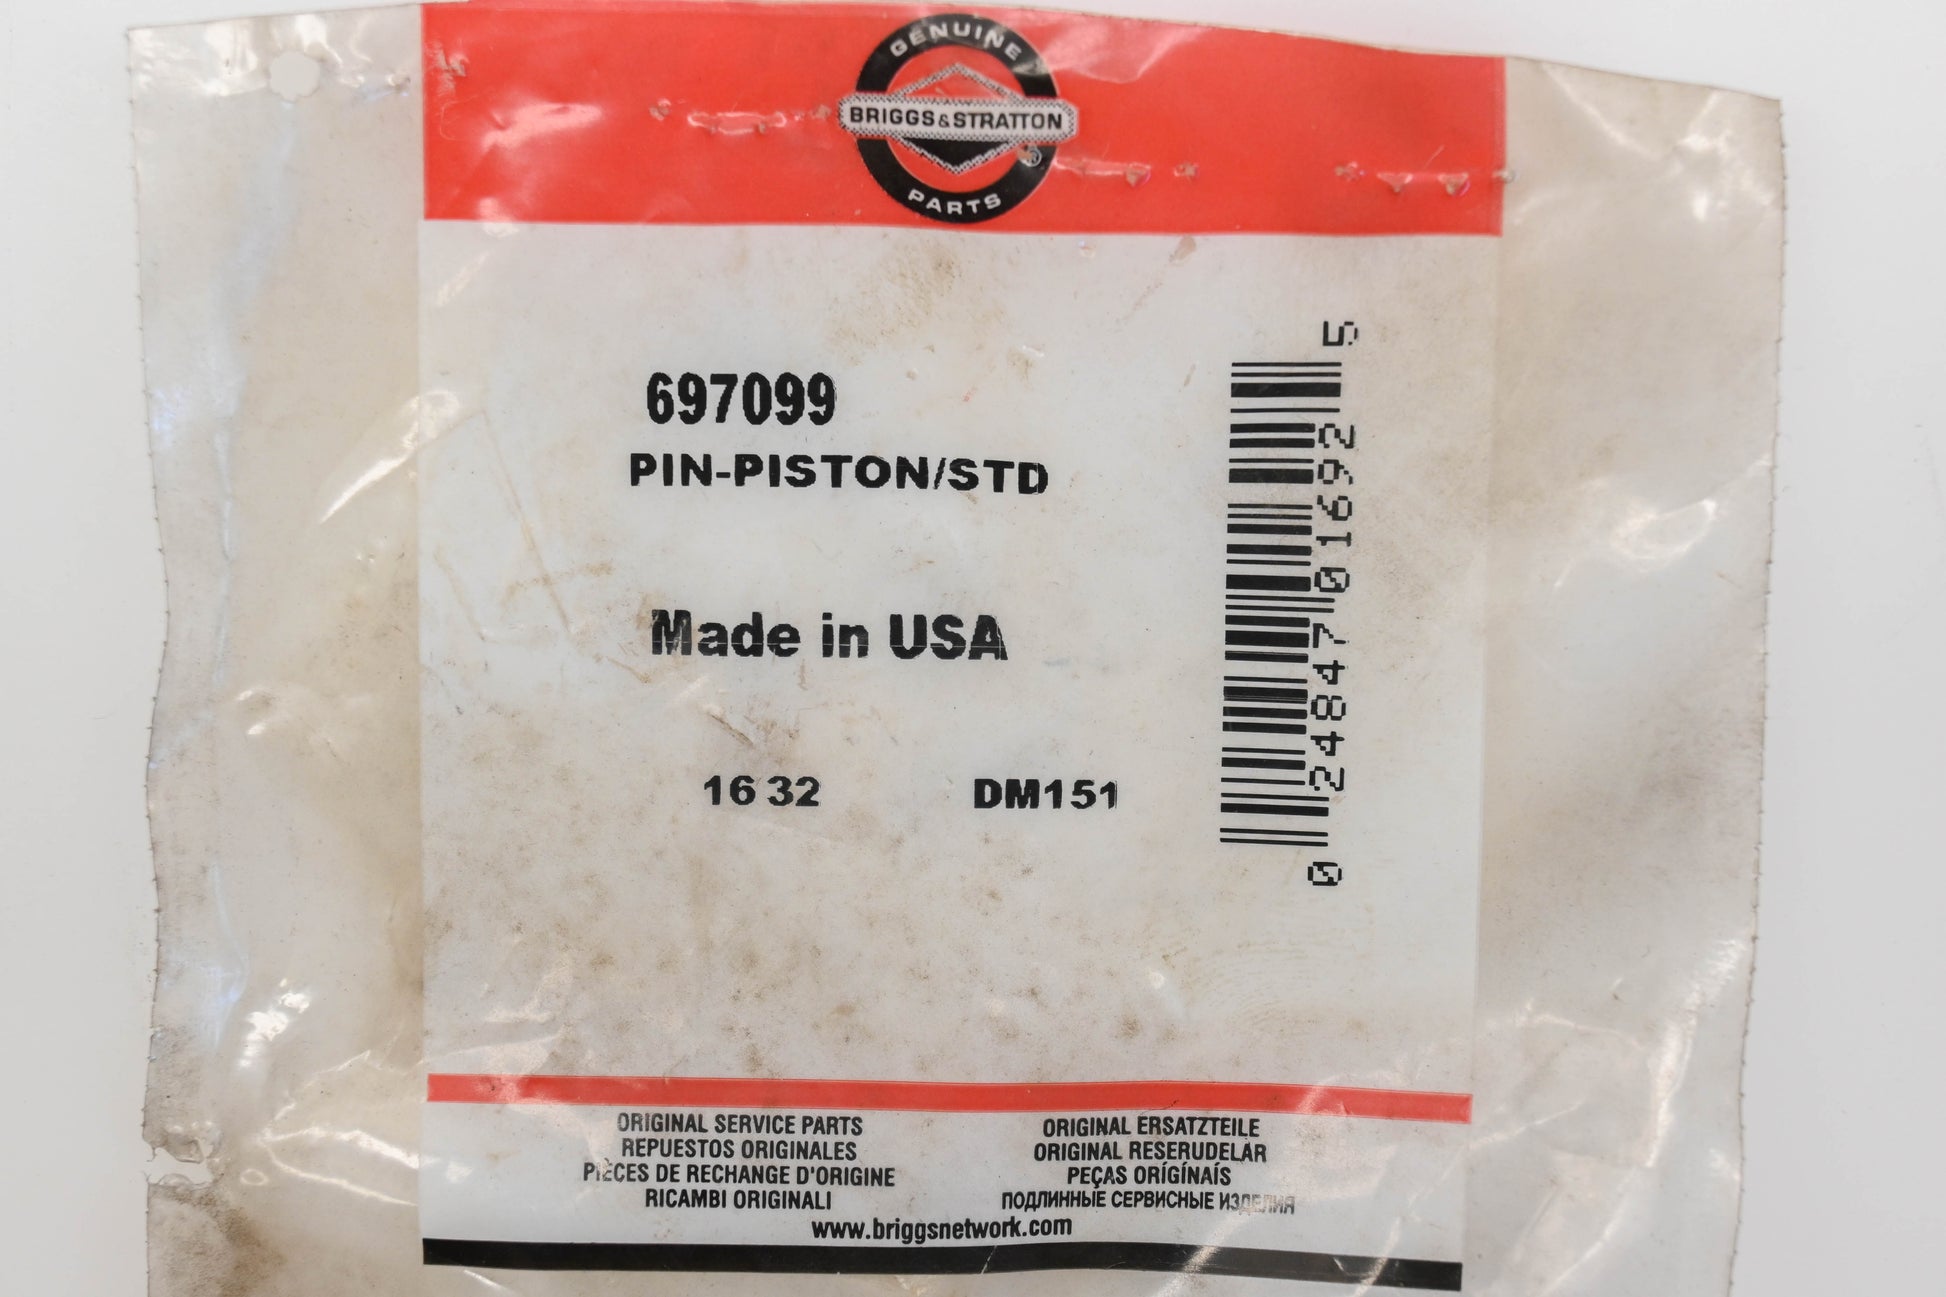 GENUINE
BRIGGS&STRATTON
®
PARTS
697099
PIN-PISTON/STD
Made in USA
16 32 DM151
0 24847 01692 5
ORIGINAL SERVICE PARTS
REPUESTOS ORIGINALES
PIÈCES DE RECHANGE D'ORIGINE
RICAMBI ORIGINALI
ORIGINAL ERSATZTEILE
ORIGINAL RESERUDELAR
PEÇAS ORÍGÍNAÍS
ПОДЛИННЫЕ СЕРВИСНЫЕ ИЗДЕЛИЯ
www.briggsnetwork.com